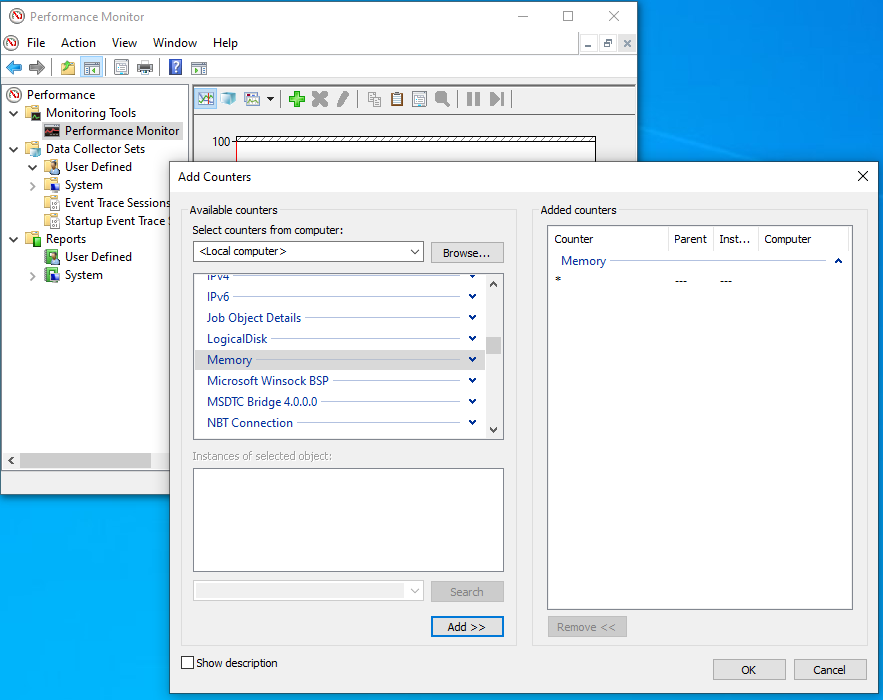 Performance Monitor
File Action View Window Help
Performance
Monitoring Tools
Performance Monitor
Data Collector Sets
User Defined
System
Event Trace Sessions
Startup Event Trace
Reports
User Defined
System
100
Add Counters
Available counters
Select counters from computer:
<Local computer>
Browse...
IPv4
IPv6
Job Object Details
LogicalDisk
Memory
Microsoft Winsock BSP
MSDTC Bridge 4.0.0.0
NBT Connection
Instances of selected object:
Search
Add >>
Show description
Added counters
Counter Parent Inst... Computer
Memory
* --- ---
Remove <<
OK Cancel